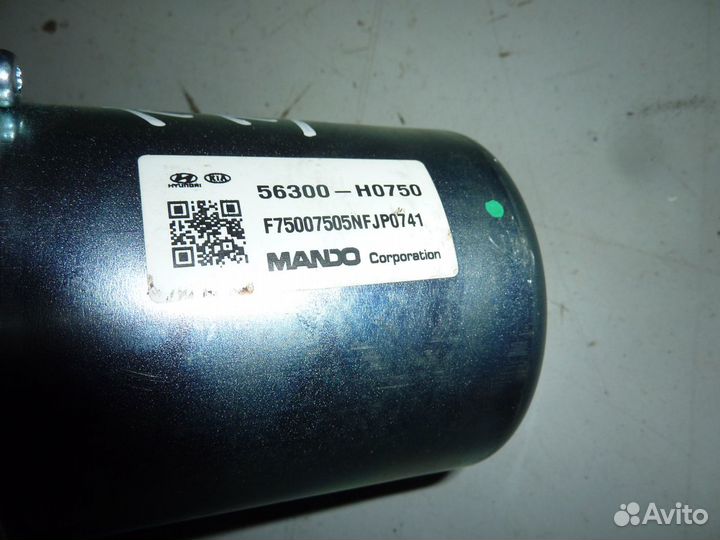 HYUNDAI KIA 56300-H0750
F75007505NFJP0741
MANDO Corporation
Avito